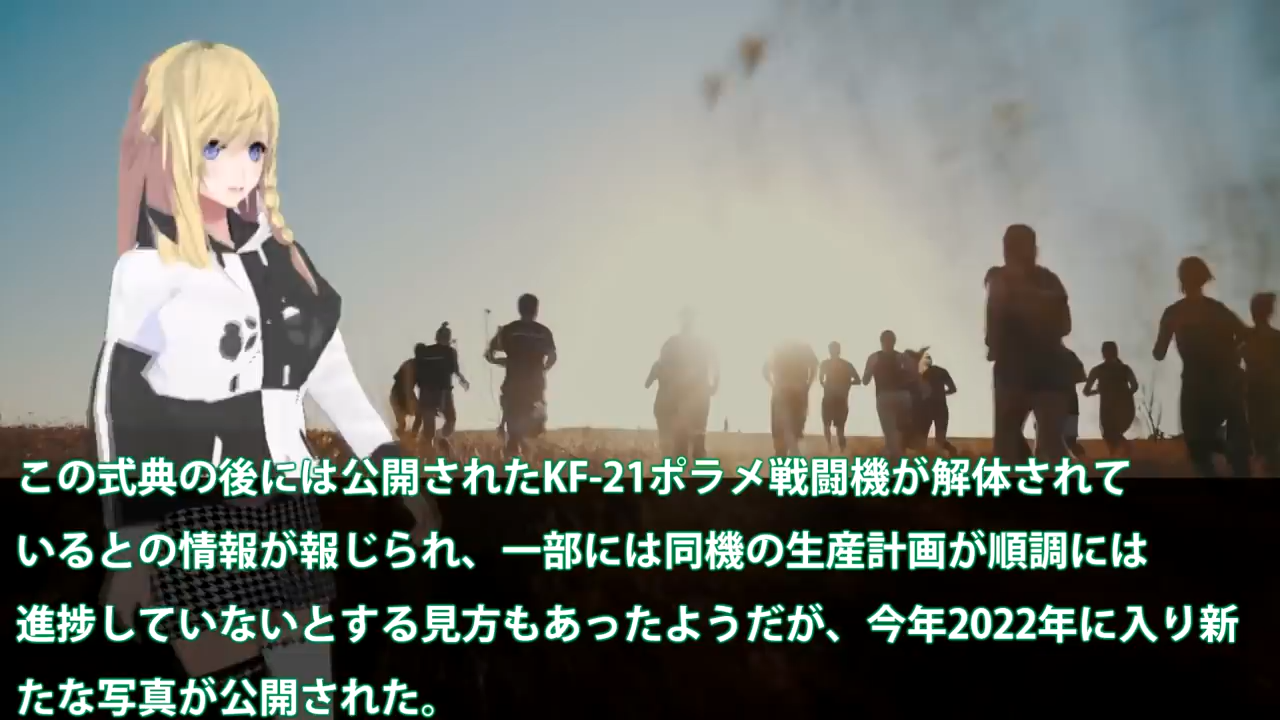 この式典の後には公開されたKF-21ポラメ戦闘機が解体されて
いるとの情報が報じられ、一部には同機の生産計画が順調には
進捗していないとする見方もあったようだが、今年2022年に入り新
たな写真が公開された。